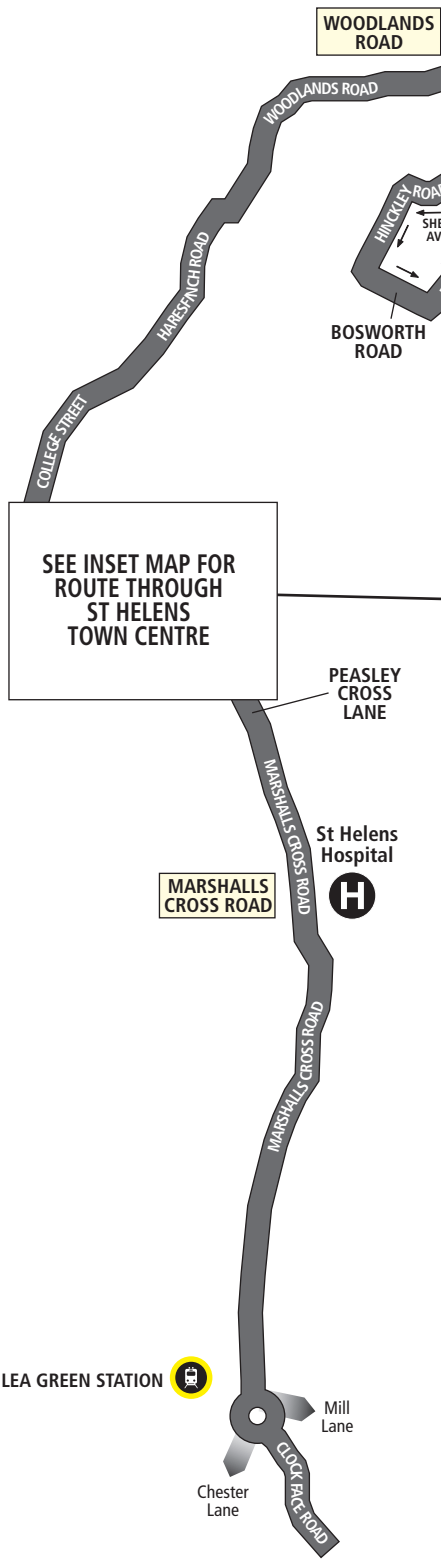 WOODLANDS
ROAD
WOODLANDS ROAD
HINCKLEY ROAD
BOSWORTH
ROAD
HARESFINCH ROAD
COLLEGE STREET
SEE INSET MAP FOR
ROUTE THROUGH
ST HELENS
TOWN CENTRE
PEASLEY
CROSS
LANE
MARSHALLS CROSS ROAD
St Helens
Hospital
H
MARSHALLS
CROSS ROAD
MARSHALLS CROSS ROAD
LEA GREEN STATION
Mill
Lane
Chester
Lane
CLOCK FACE ROAD